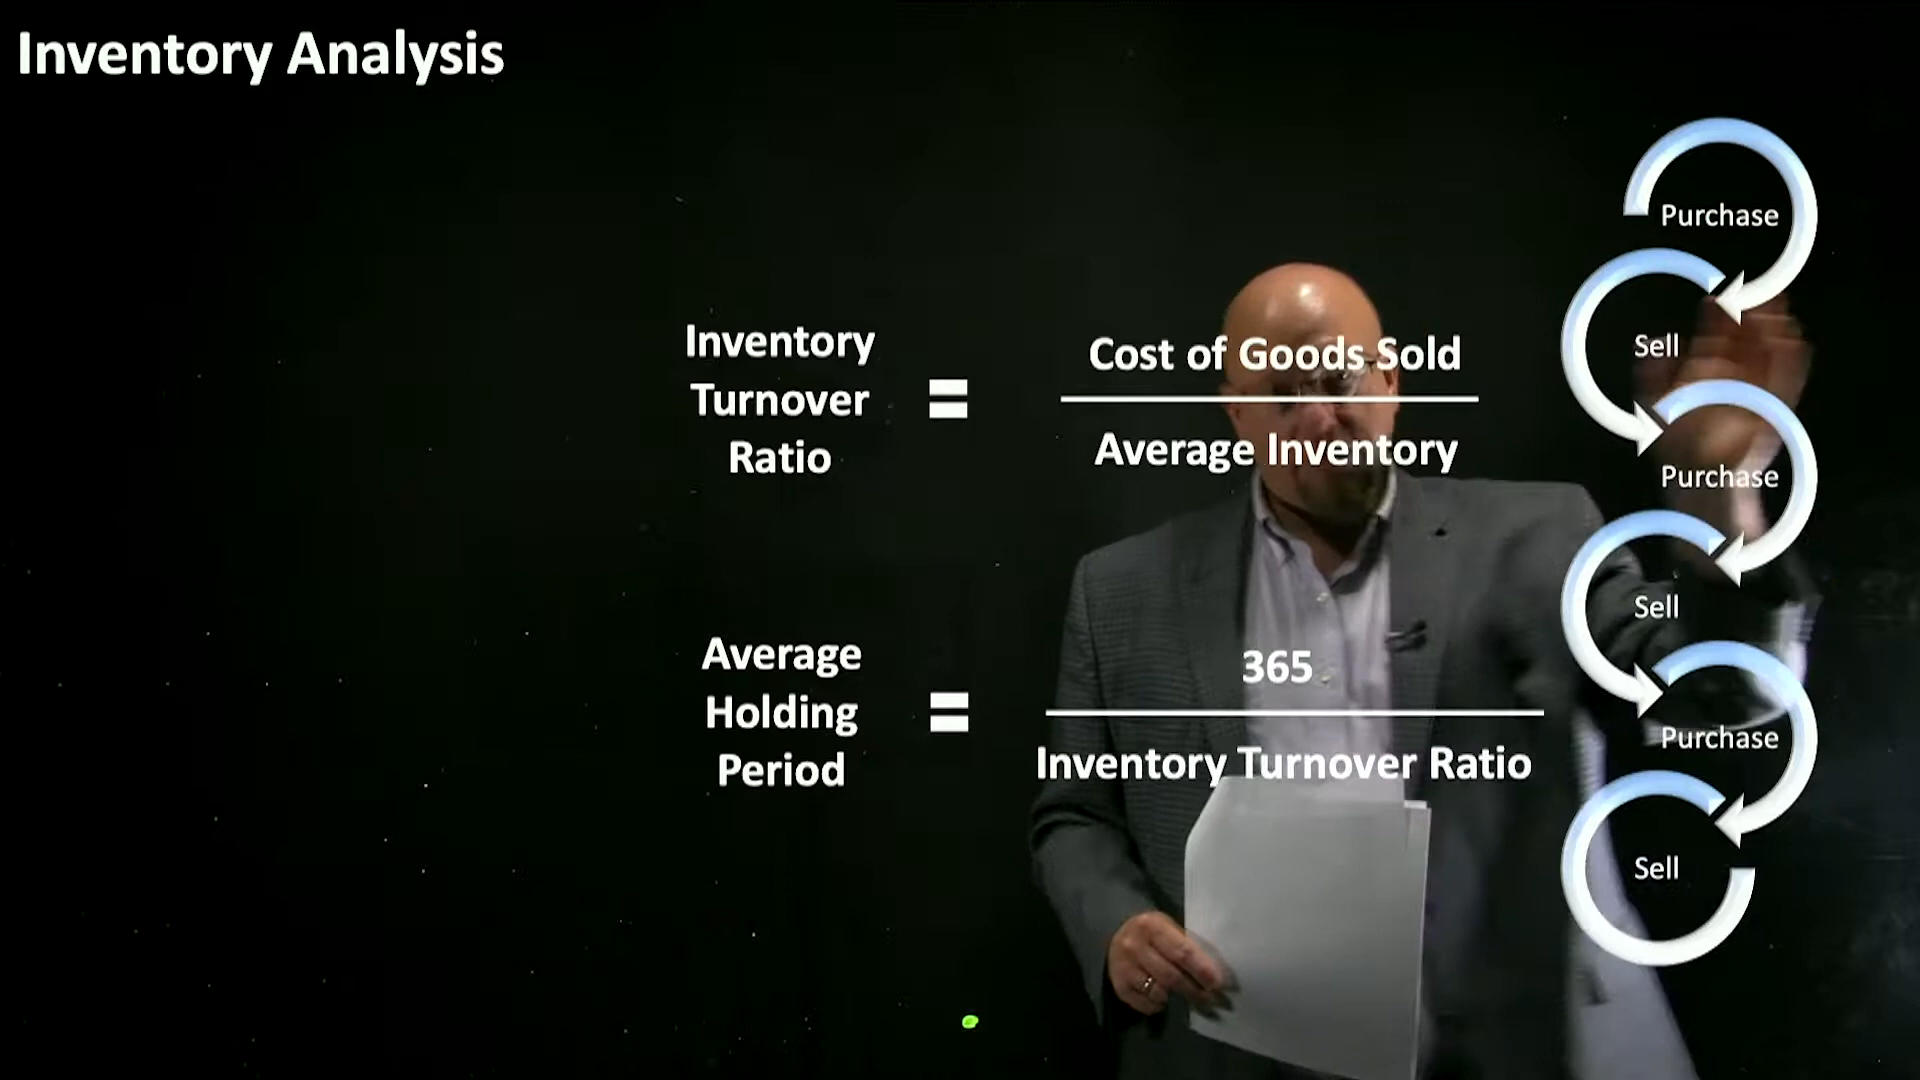 Inventory Analysis
Inventory
Turnover
Ratio
=
Cost of Goods Sold
Average Inventory
Average
Holding
Period
=
365
Inventory Turnover Ratio
Purchase
Sell
Purchase
Sell
Purchase
Sell